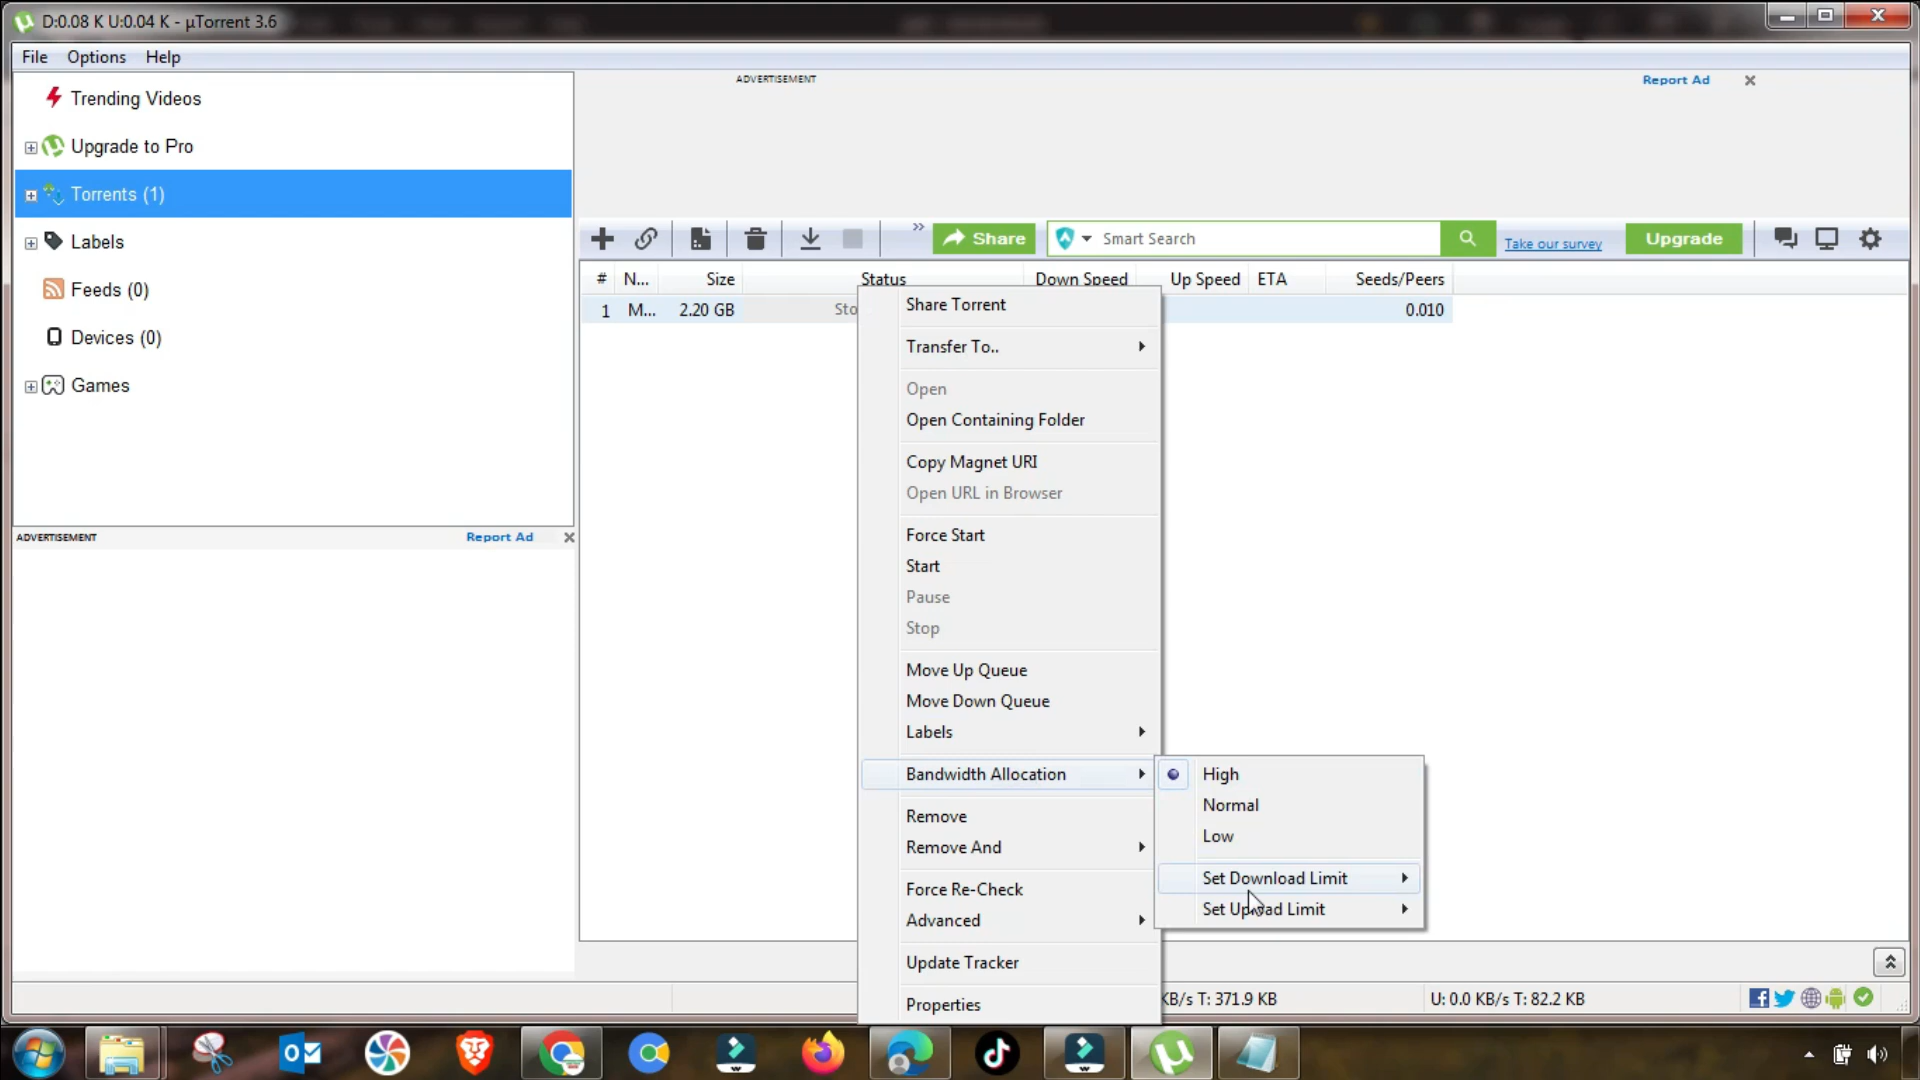 D:0.08 K U:0.04 K - µTorrent 3.6
File Options Help
Trending Videos
Upgrade to Pro
Torrents (1)
Labels
Feeds (0)
Devices (0)
Games
ADVERTISEMENT Report Ad
ADVERTISEMENT Report Ad
Share Smart Search Take our survey Upgrade
# N... Size Status Down Speed Up Speed ETA Seeds/Peers
1 M... 2.20 GB Sto 0.010
Share Torrent
Transfer To..
Open
Open Containing Folder
Copy Magnet URI
Open URL in Browser
Force Start
Start
Pause
Stop
Move Up Queue
Move Down Queue
Labels
Bandwidth Allocation
Remove
Remove And
Force Re-Check
Advanced
Update Tracker
Properties
High
Normal
Low
Set Download Limit
Set Upload Limit
KB/s T: 371.9 KB U: 0.0 KB/s T: 82.2 KB